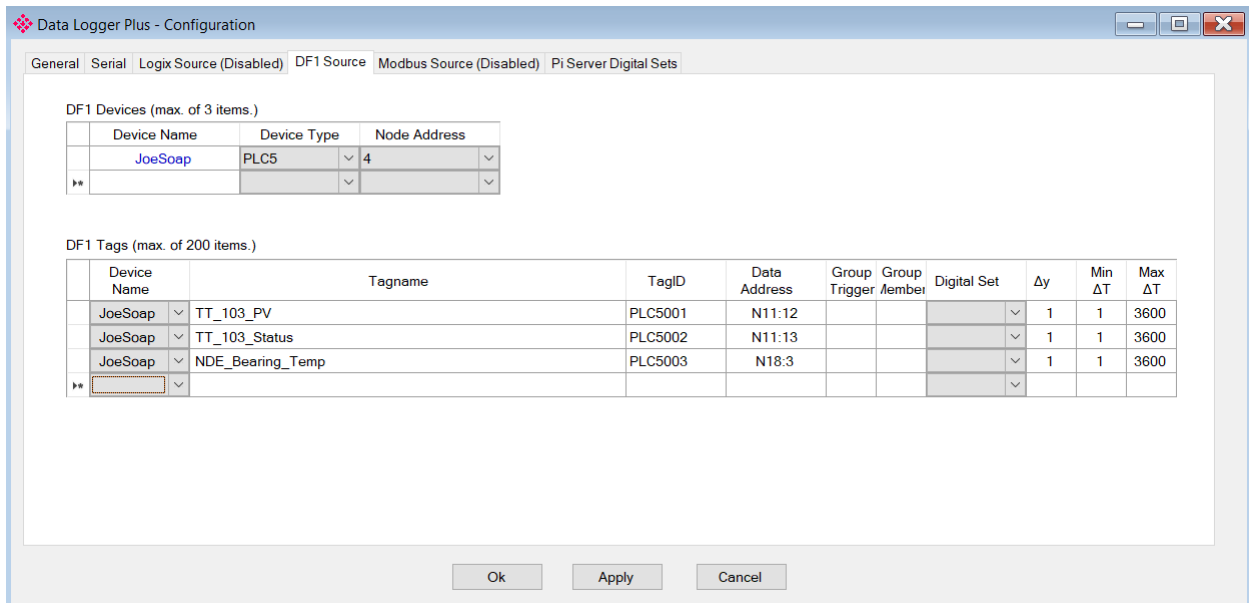 Data Logger Plus - Configuration
General Serial Logix Source (Disabled) DF1 Source Modbus Source (Disabled) Pi Server Digital Sets
DF1 Devices (max. of 3 items.)
Device Name Device Type Node Address
JoeSoap PLC5 4
DF1 Tags (max. of 200 items.)
Device Name Tagname TagID Data Address Group Trigger Group Member Digital Set Δy Min ΔT Max ΔT
JoeSoap TT_103_PV PLC5001 N11:12 1 1 3600
JoeSoap TT_103_Status PLC5002 N11:13 1 1 3600
JoeSoap NDE_Bearing_Temp PLC5003 N18:3 1 1 3600
Ok Apply Cancel